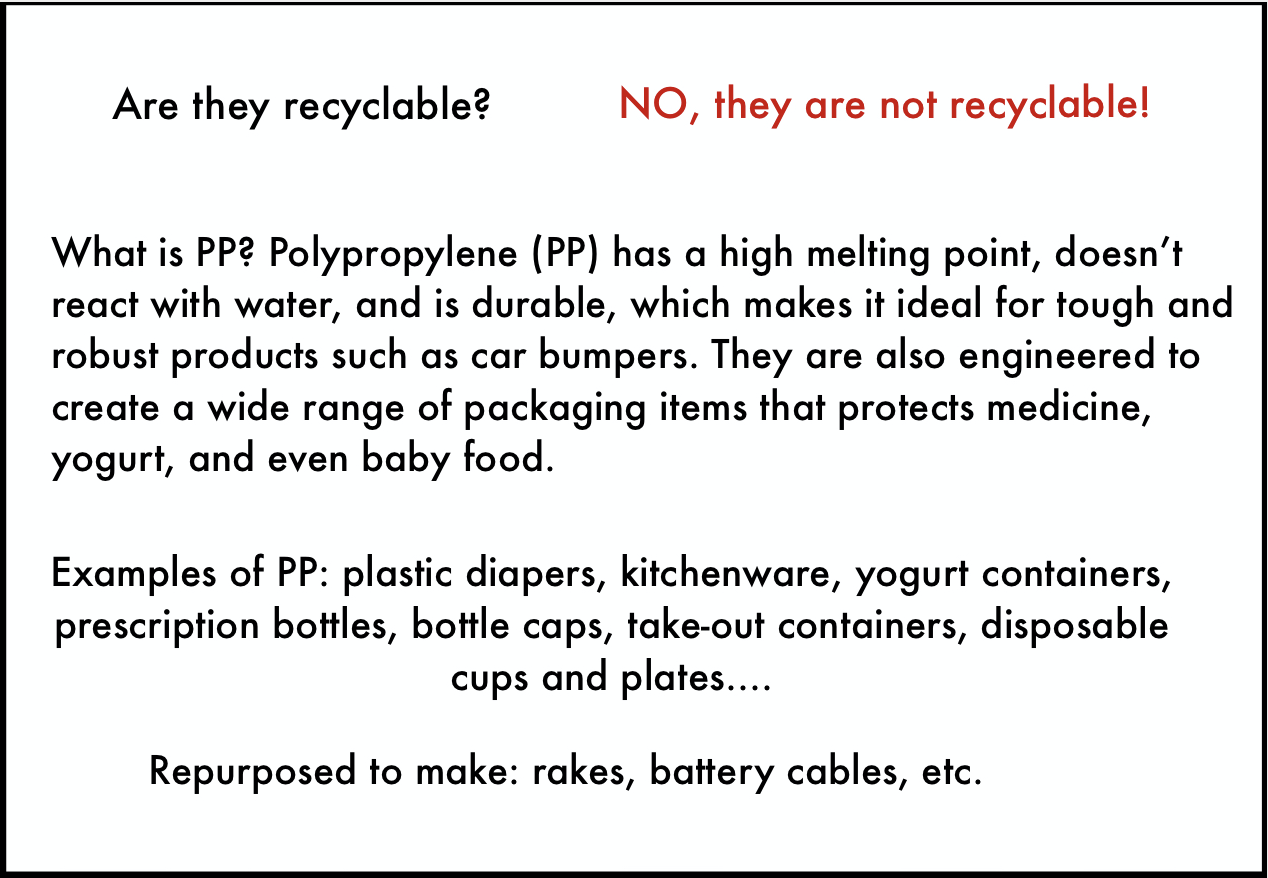 Are they recyclable? NO, they are not recyclable!
What is PP? Polypropylene (PP) has a high melting point, doesn’t
react with water, and is durable, which makes it ideal for tough and
robust products such as car bumpers. They are also engineered to
create a wide range of packaging items that protects medicine,
yogurt, and even baby food.
Examples of PP: plastic diapers, kitchenware, yogurt containers,
prescription bottles, bottle caps, take-out containers, disposable
cups and plates....
Repurposed to make: rakes, battery cables, etc.